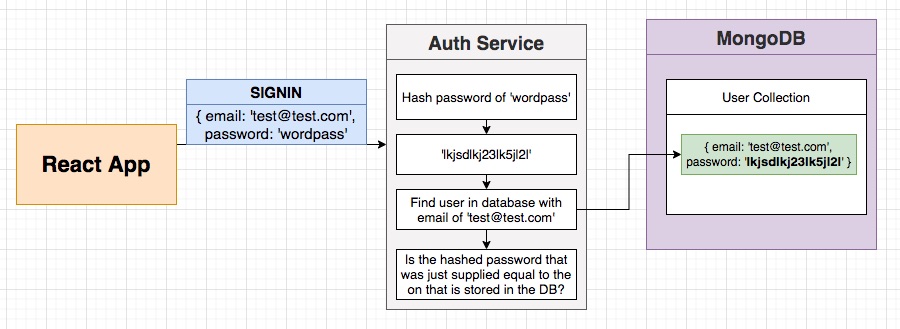 React App
SIGNIN
{ email: 'test@test.com',
password: 'wordpass'
Auth Service
Hash password of 'wordpass'
'lkjsdlkj23lk5jl2l'
Find user in database with
email of 'test@test.com'
Is the hashed password that
was just supplied equal to the
on that is stored in the DB?
MongoDB
User Collection
{ email: 'test@test.com',
password: 'lkjsdlkj23lk5jl2l' }